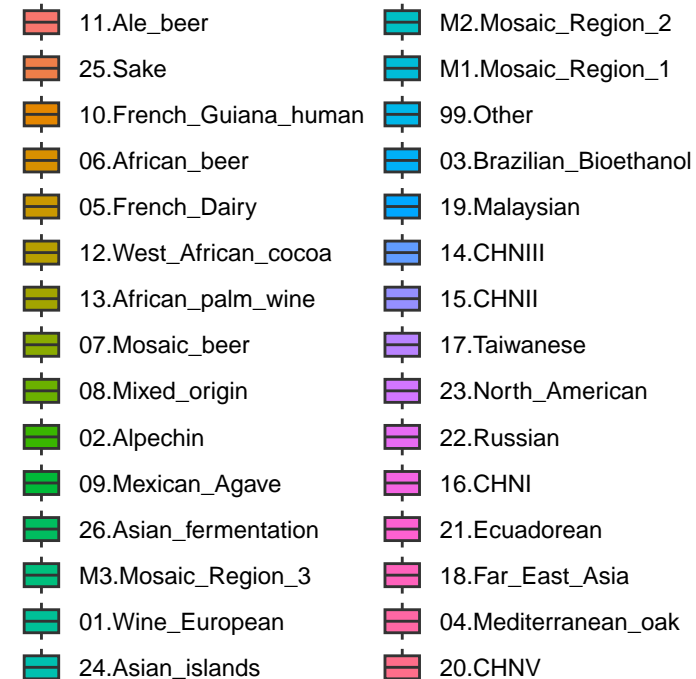 11.Ale_beer
25.Sake
10.French_Guiana_human
06.African_beer
05.French_Dairy
12.West_African_cocoa
13.African_palm_wine
07.Mosaic_beer
08.Mixed_origin
02.Alpechin
09.Mexican_Agave
26.Asian_fermentation
M3.Mosaic_Region_3
01.Wine_European
24.Asian_islands
M2.Mosaic_Region_2
M1.Mosaic_Region_1
99.Other
03.Brazilian_Bioethanol
19.Malaysian
14.CHNIII
15.CHNII
17.Taiwanese
23.North_American
22.Russian
16.CHNI
21.Ecuadorean
18.Far_East_Asia
04.Mediterranean_oak
20.CHNV